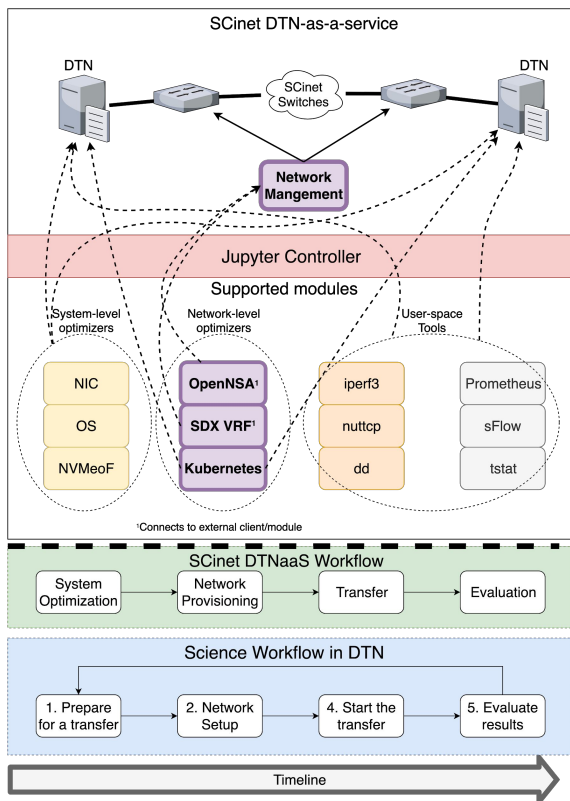 SCinet DTN-as-a-service
DTN
DTN
SCinet
Switches
Network
Mangement
Jupyter Controller
Supported modules
System-level
optimizers
Network-level
optimizers
User-space
Tools
NIC
OS
NVMeoF
OpenNSA¹
SDX VRF¹
Kubernetes
iperf3
nuttcp
dd
Prometheus
sFlow
tstat
¹Connects to external client/module
SCinet DTNaaS Workflow
System
Optimization
Network
Provisioning
Transfer
Evaluation
Science Workflow in DTN
1. Prepare
for a transfer
2. Network
Setup
4. Start the
transfer
5. Evaluate
results
Timeline